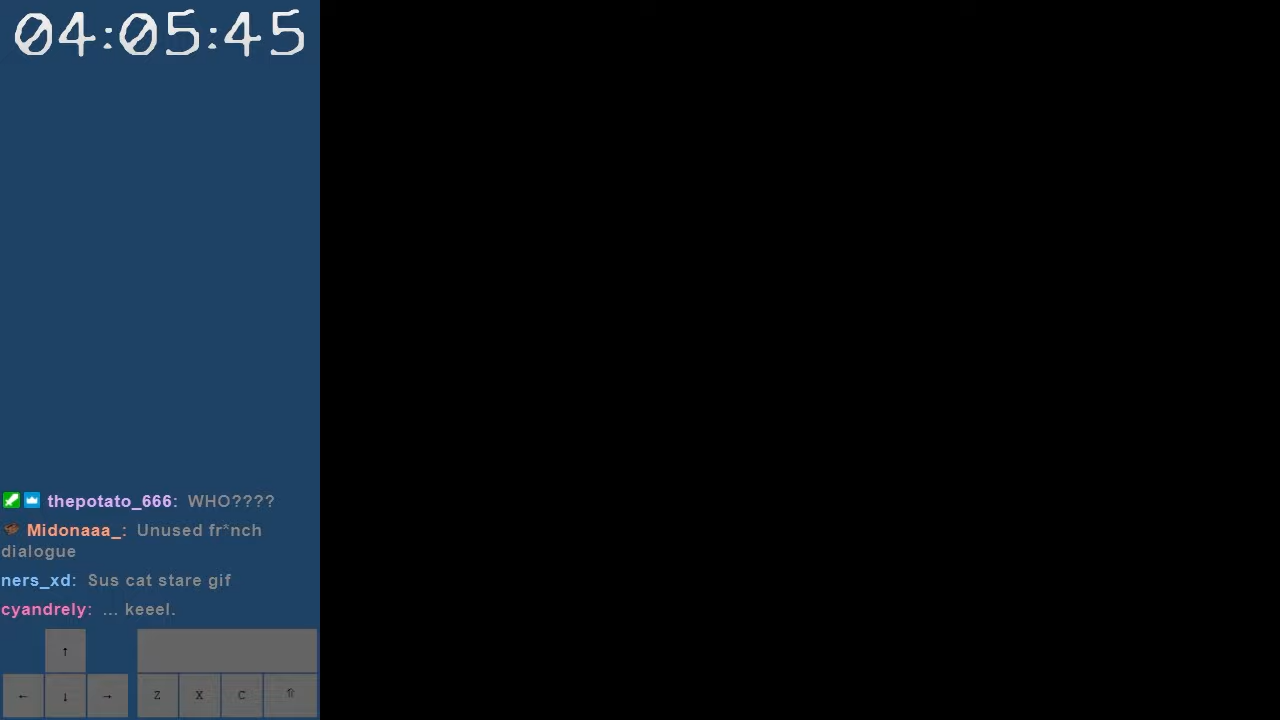 04:05:45
thepotato_666: WHO????
Midonaaa_: Unused fr*nch
dialogue
ners_xd: Sus cat stare gif
cyandrely: ... keeel.
↑
← ↓ → Z X C ⇧